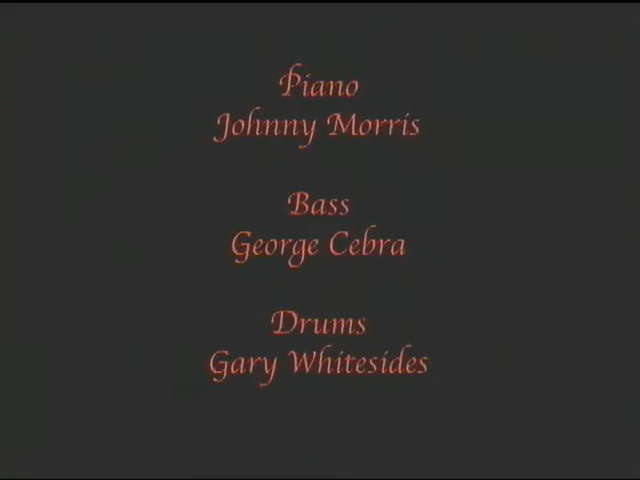 Piano
Johnny Morris
Bass
George Cebra
Drums
Gary Whitesides